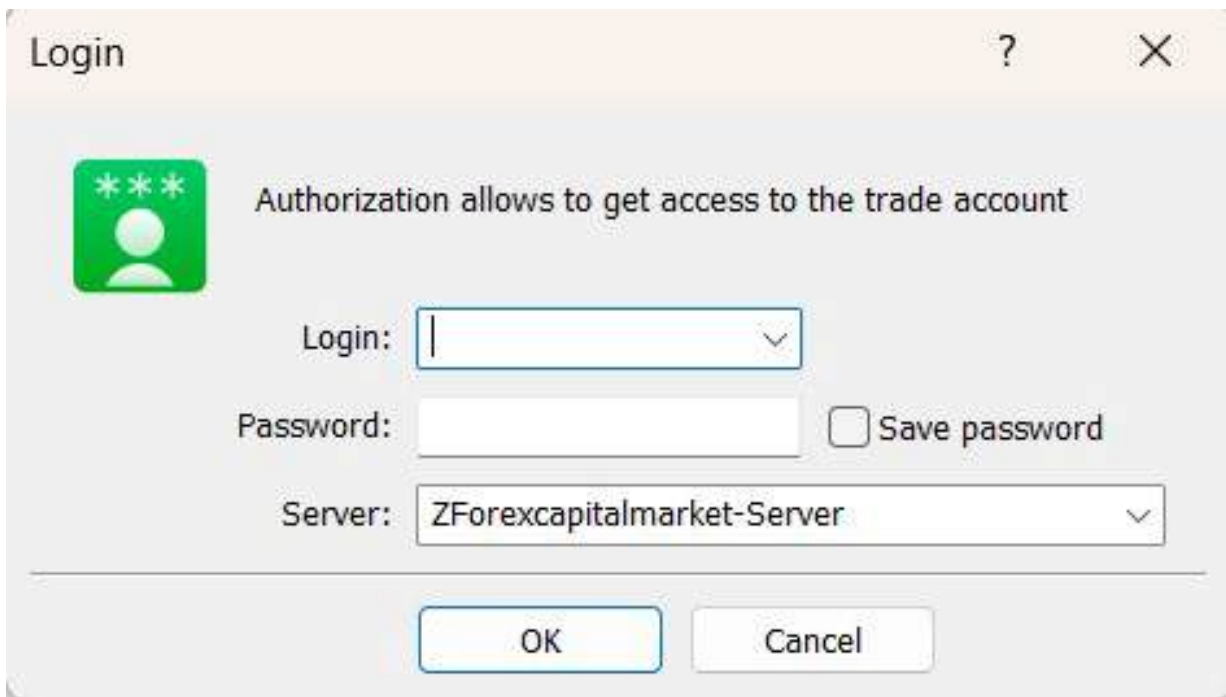 Login ?
***
Authorization allows to get access to the trade account
Login:
Password: Save password
Server: ZForexcapitalmarket-Server
OK Cancel